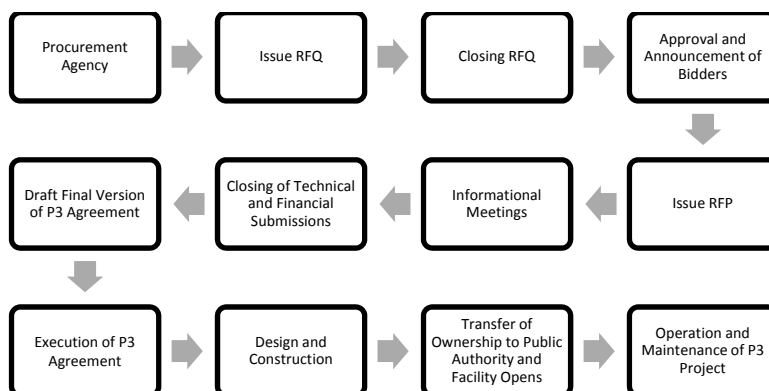 Procurement
Agency
Issue RFQ
Closing RFQ
Approval and
Announcement of
Bidders
Issue RFP
Informational
Meetings
Closing of Technical
and Financial
Submissions
Draft Final Version
of P3 Agreement
Execution of P3
Agreement
Design and
Construction
Transfer of
Ownership to Public
Authority and
Facility Opens
Operation and
Maintenance of P3
Project